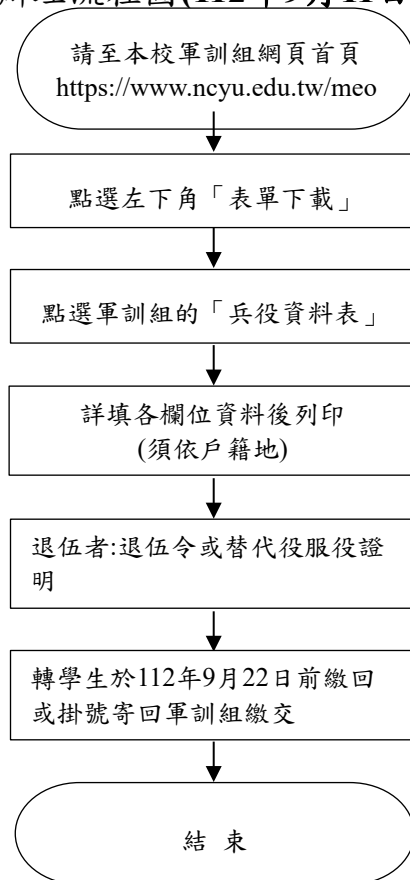 請至本校軍訓組網頁首頁
https://www.ncyu.edu.tw/meo
點選左下角「表單下載」
點選軍訓組的「兵役資料表」
詳填各欄位資料後列印
(須依戶籍地)
退伍者:退伍令或替代役服役證
明
轉學生於112年9月22日前繳回
或掛號寄回軍訓組繳交
結 束